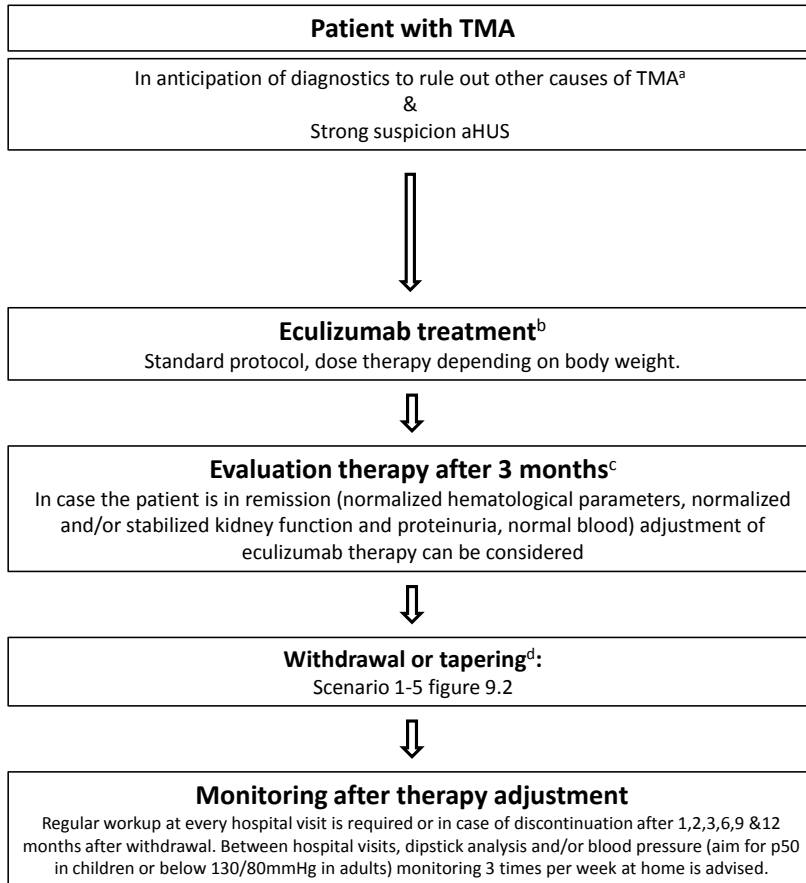 Patient with TMA
In anticipation of diagnostics to rule out other causes of TMAᵃ
&
Strong suspicion aHUS
Eculizumab treatmentᵇ
Standard protocol, dose therapy depending on body weight.
Evaluation therapy after 3 monthsᶜ
In case the patient is in remission (normalized hematological parameters, normalized
and/or stabilized kidney function and proteinuria, normal blood) adjustment of
eculizumab therapy can be considered
Withdrawal or taperingᵈ:
Scenario 1-5 figure 9.2
Monitoring after therapy adjustment
Regular workup at every hospital visit is required or in case of discontinuation after 1,2,3,6,9 &12
months after withdrawal. Between hospital visits, dipstick analysis and/or blood pressure (aim for p50
in children or below 130/80mmHg in adults) monitoring 3 times per week at home is advised.